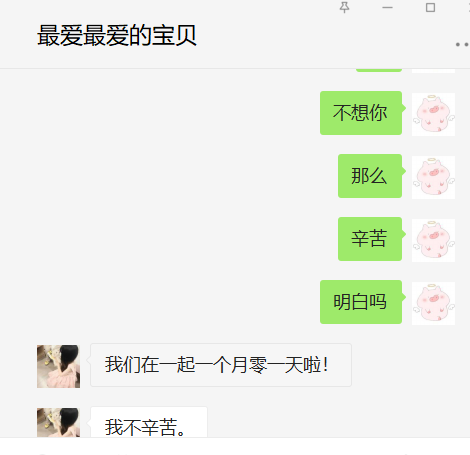 最爱最爱的宝贝
不想你
那么
辛苦
明白吗
我们在一起一个月零一天啦!
我不辛苦。